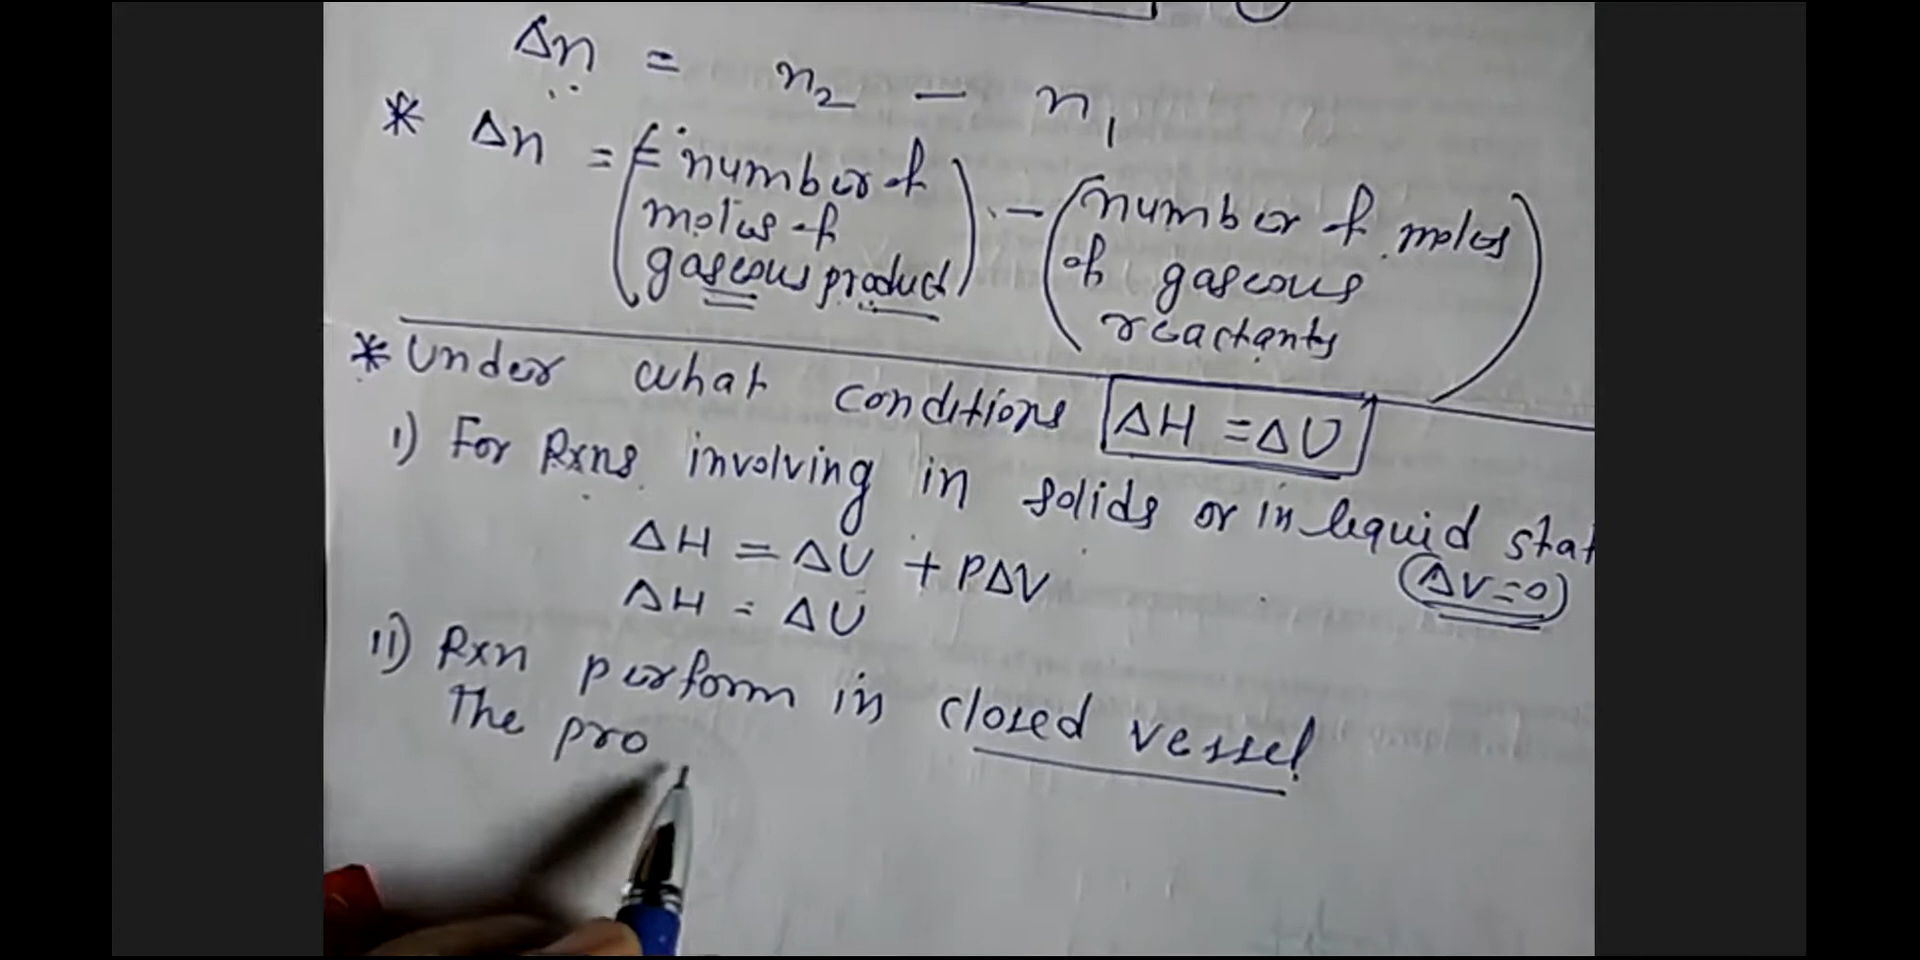 Δn = n₂ - n₁
* Δn = (number of moles of gaseous product) - (number of moles of gaseous reactants)
* Under what conditions ΔH = ΔU
i) For Rxns involving in solids or in liquid stat
(ΔV=0)
ΔH = ΔU + PΔV
ΔH = ΔU
ii) Rxn perform in closed vessel
The pro